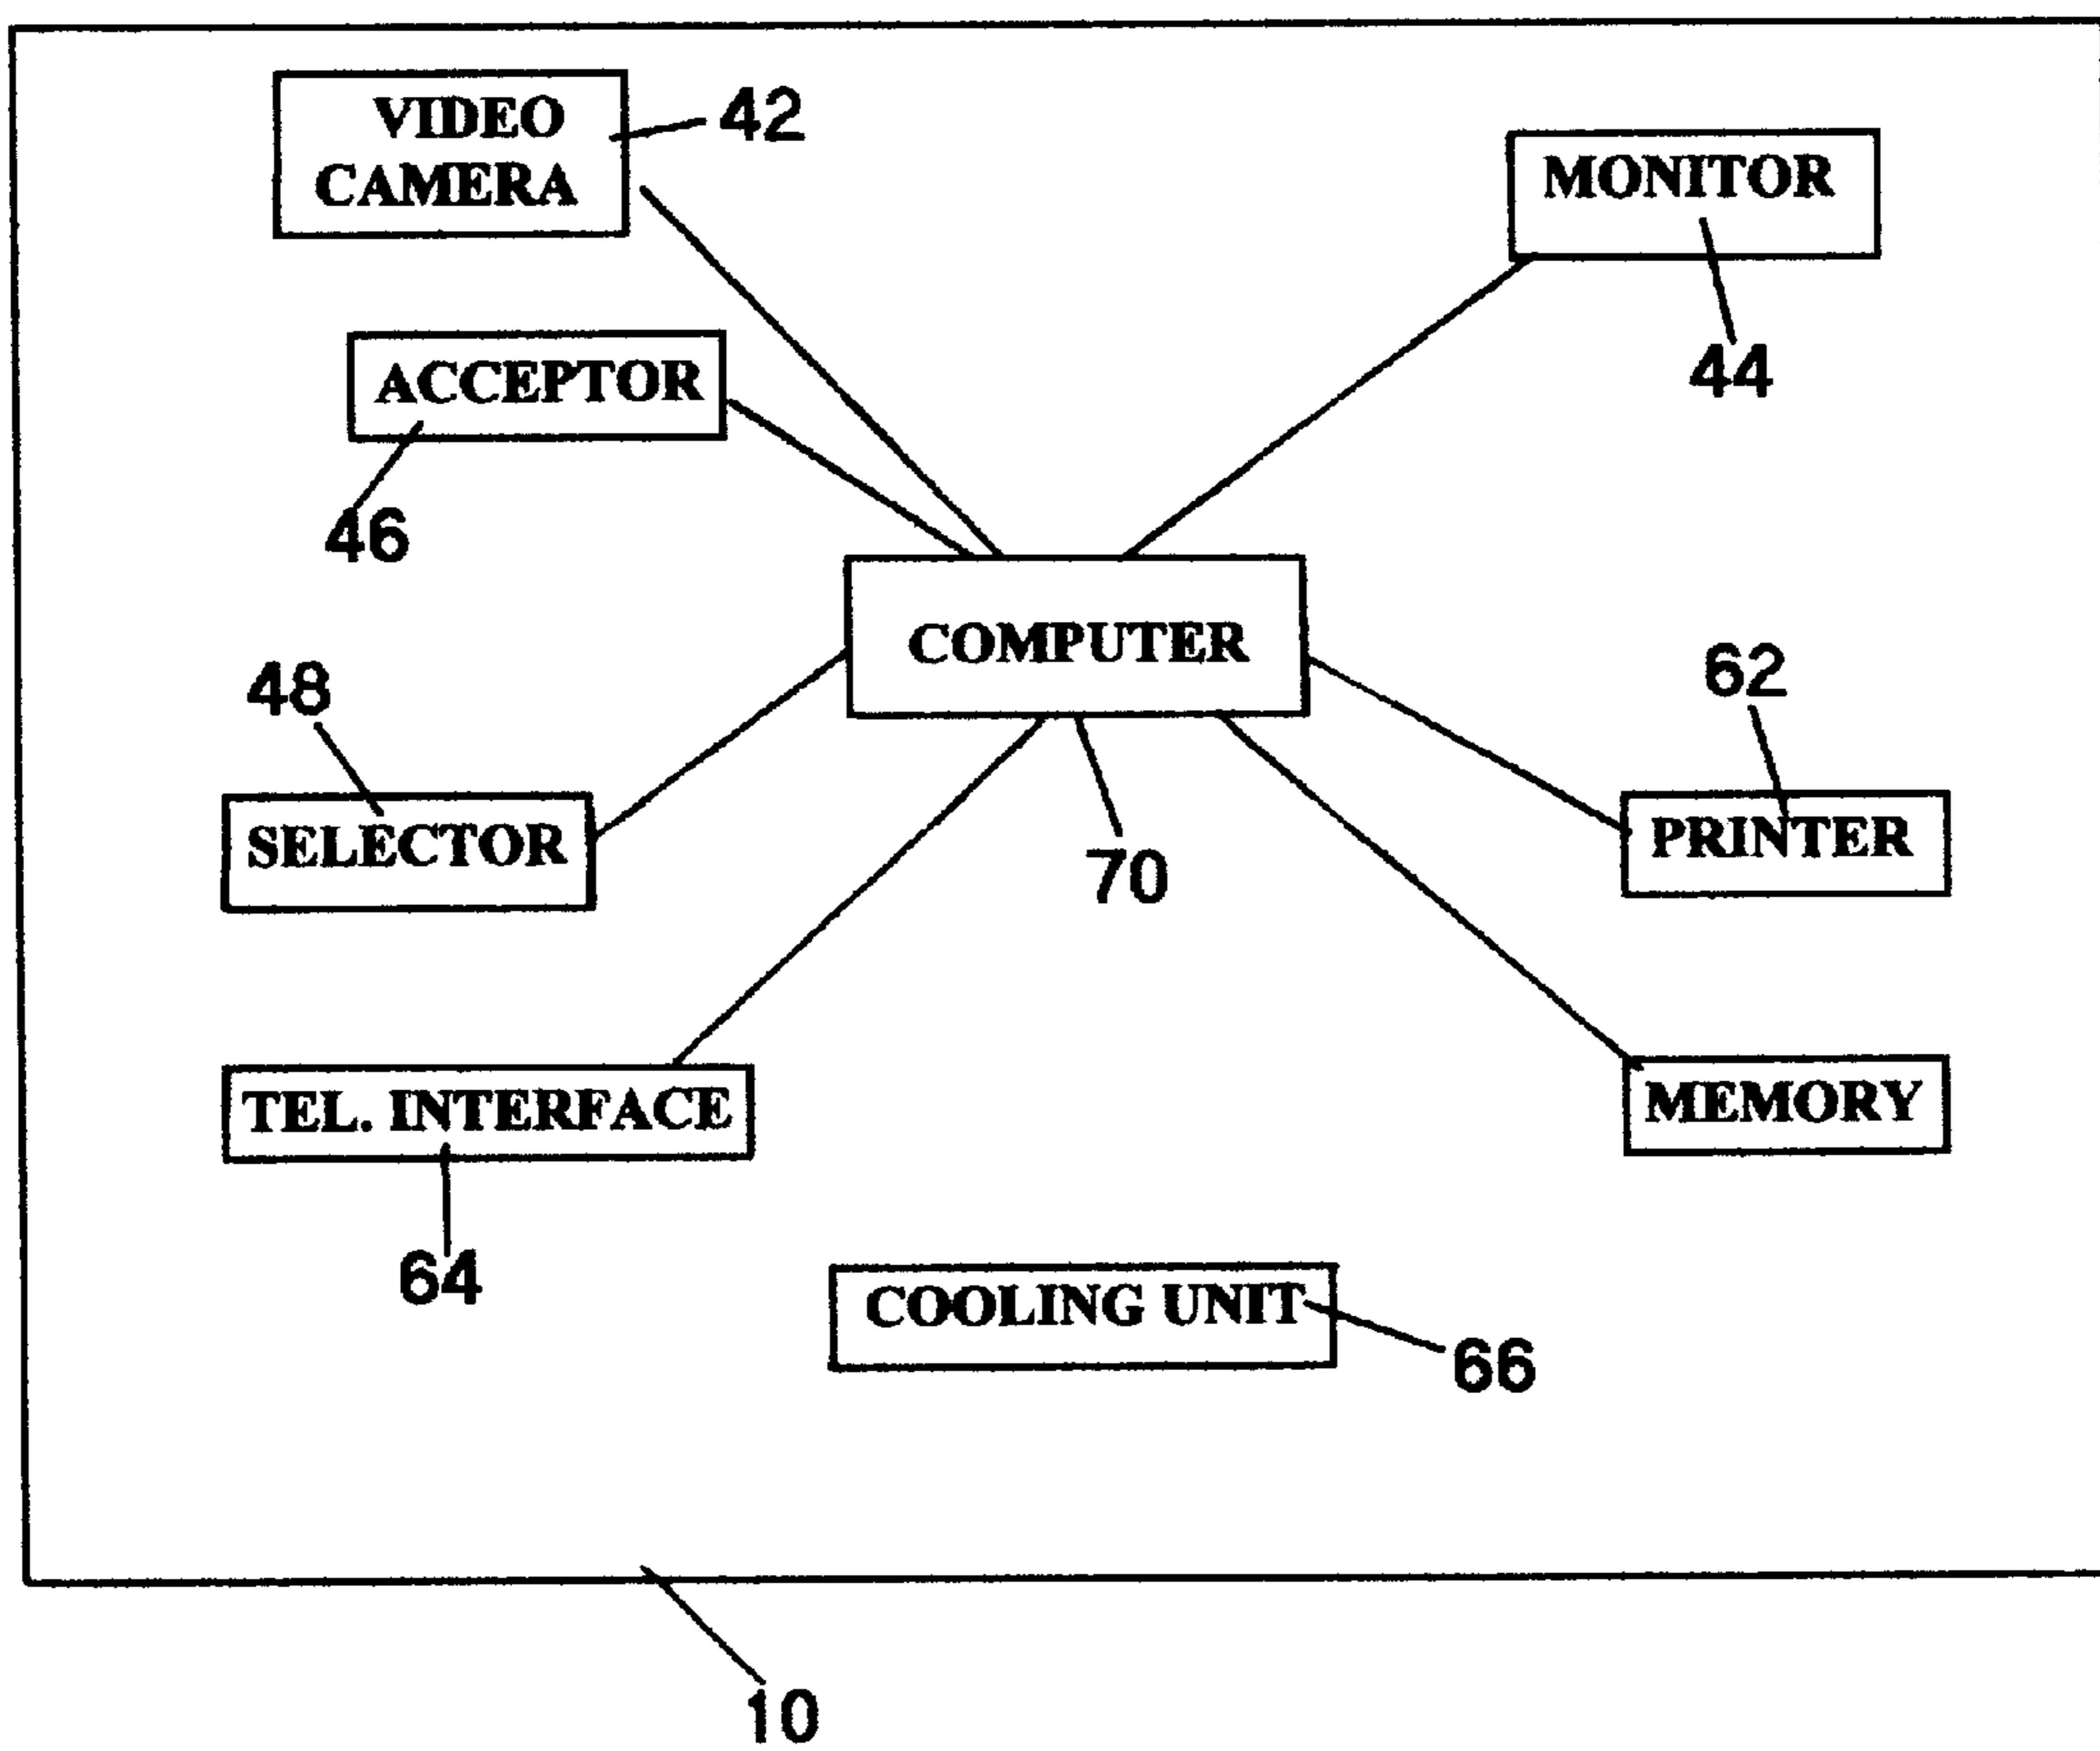 VIDEO
CAMERA
42
MONITOR
44
ACCEPTOR
46
COMPUTER
70
48
SELECTOR
62
PRINTER
TEL. INTERFACE
64
MEMORY
COOLING UNIT
66
10